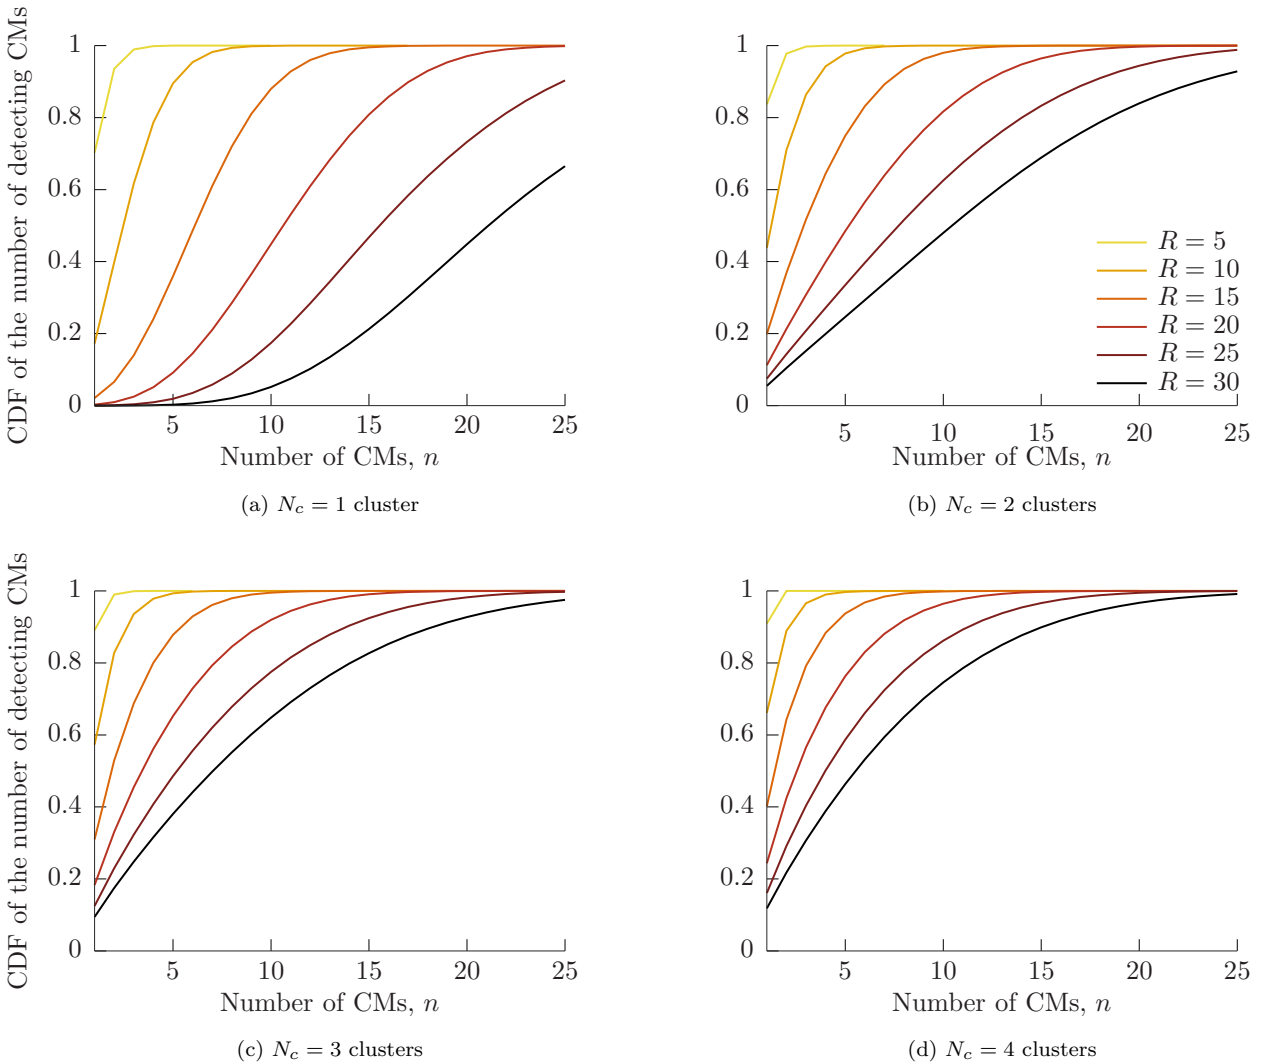 CDF of the number of detecting CMs
1
0.8
0.6
0.4
0.2
0
5
10
15
20
25
Number of CMs, n
(a) N_c = 1 cluster
1
0.8
0.6
0.4
0.2
0
5
10
15
20
25
R = 5
R = 10
R = 15
R = 20
R = 25
R = 30
Number of CMs, n
(b) N_c = 2 clusters
CDF of the number of detecting CMs
1
0.8
0.6
0.4
0.2
0
5
10
15
20
25
Number of CMs, n
(c) N_c = 3 clusters
1
0.8
0.6
0.4
0.2
0
5
10
15
20
25
Number of CMs, n
(d) N_c = 4 clusters